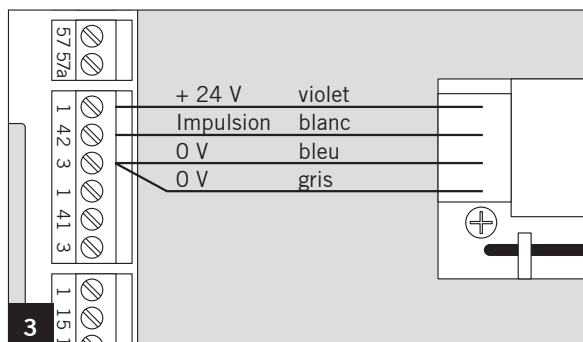 57
57a
1
42
3
1
41
3
1
15
+ 24 V violet
Impulsion blanc
0 V bleu
0 V gris
3